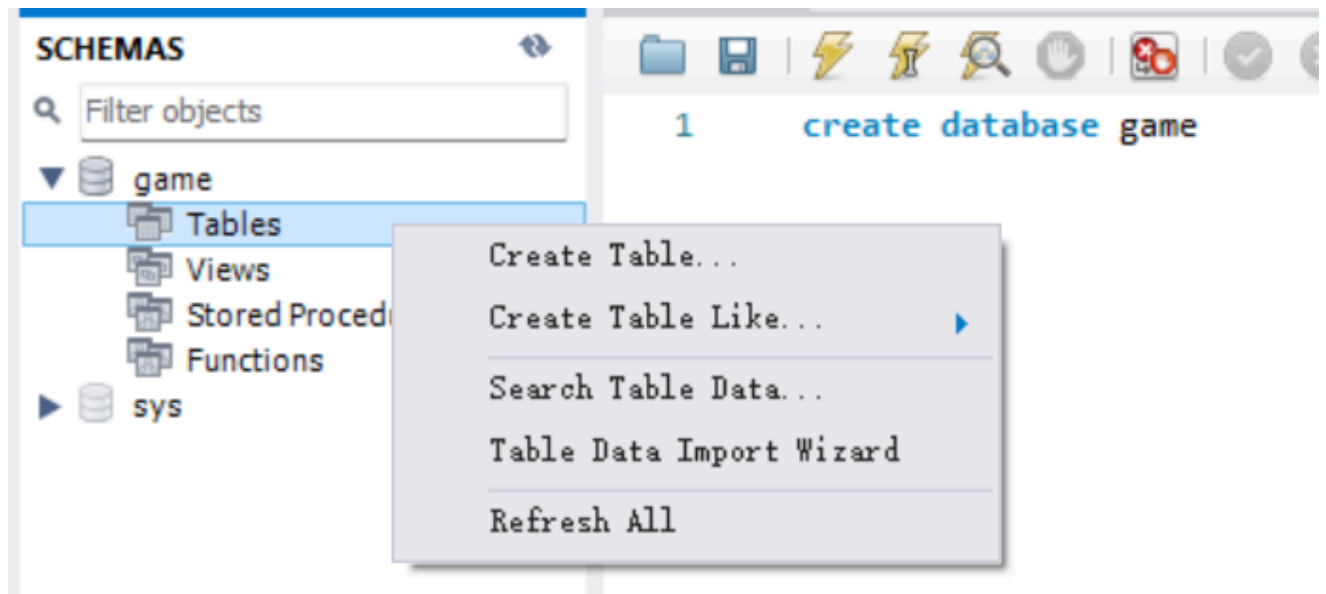 SCHEMAS
Filter objects
game
Tables
Views
Stored Proced
Functions
sys
1 create database game
Create Table...
Create Table Like...
Search Table Data...
Table Data Import Wizard
Refresh All